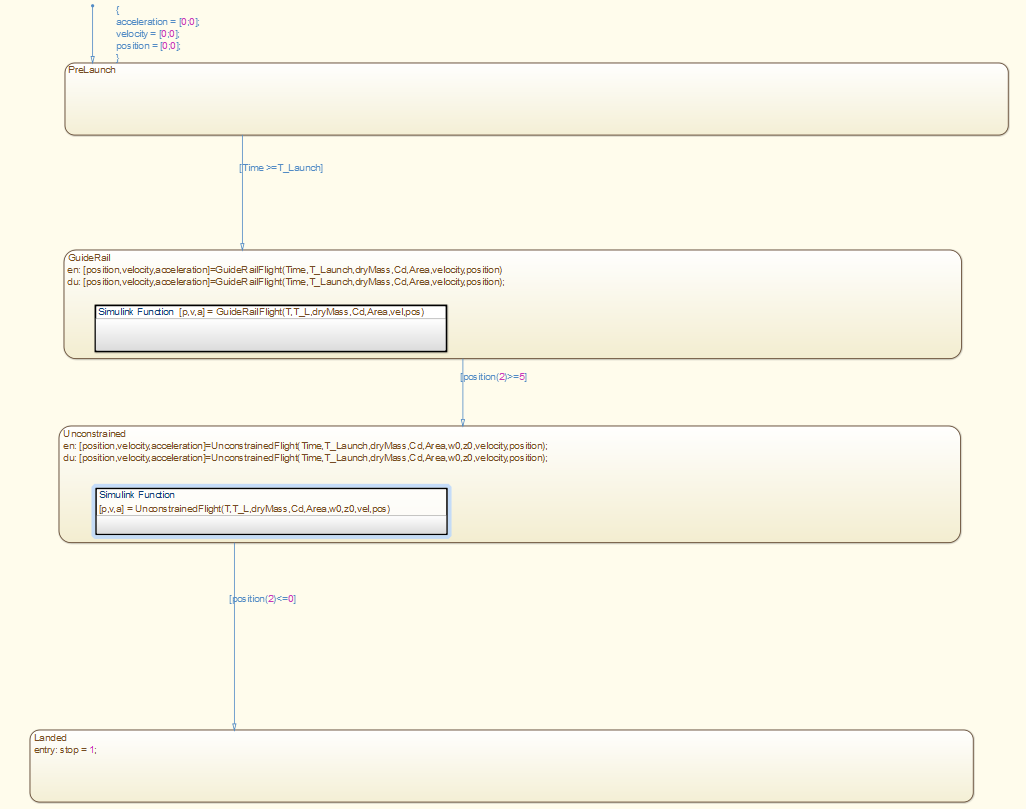 {
acceleration = [0;0];
velocity = [0;0];
position = [0;0];
}
PreLaunch
[Time >=T_Launch]
GuideRail
en: [position,velocity,acceleration]=GuideRailFlight(Time,T_Launch,dryMass,Cd,Area,velocity,position)
du: [position,velocity,acceleration]=GuideRailFlight(Time,T_Launch,dryMass,Cd,Area,velocity,position);
Simulink Function [p,v,a] = GuideRailFlight(T,T_L,dryMass,Cd,Area,vel,pos)
[position(2)>=5]
Unconstrained
en: [position,velocity,acceleration]=UnconstrainedFlight(Time,T_Launch,dryMass,Cd,Area,w0,z0,velocity,position);
du: [position,velocity,acceleration]=UnconstrainedFlight(Time,T_Launch,dryMass,Cd,Area,w0,z0,velocity,position);
Simulink Function
[p,v,a] = UnconstrainedFlight(T,T_L,dryMass,Cd,Area,w0,z0,vel,pos)
[position(2)<=0]
Landed
entry: stop = 1;